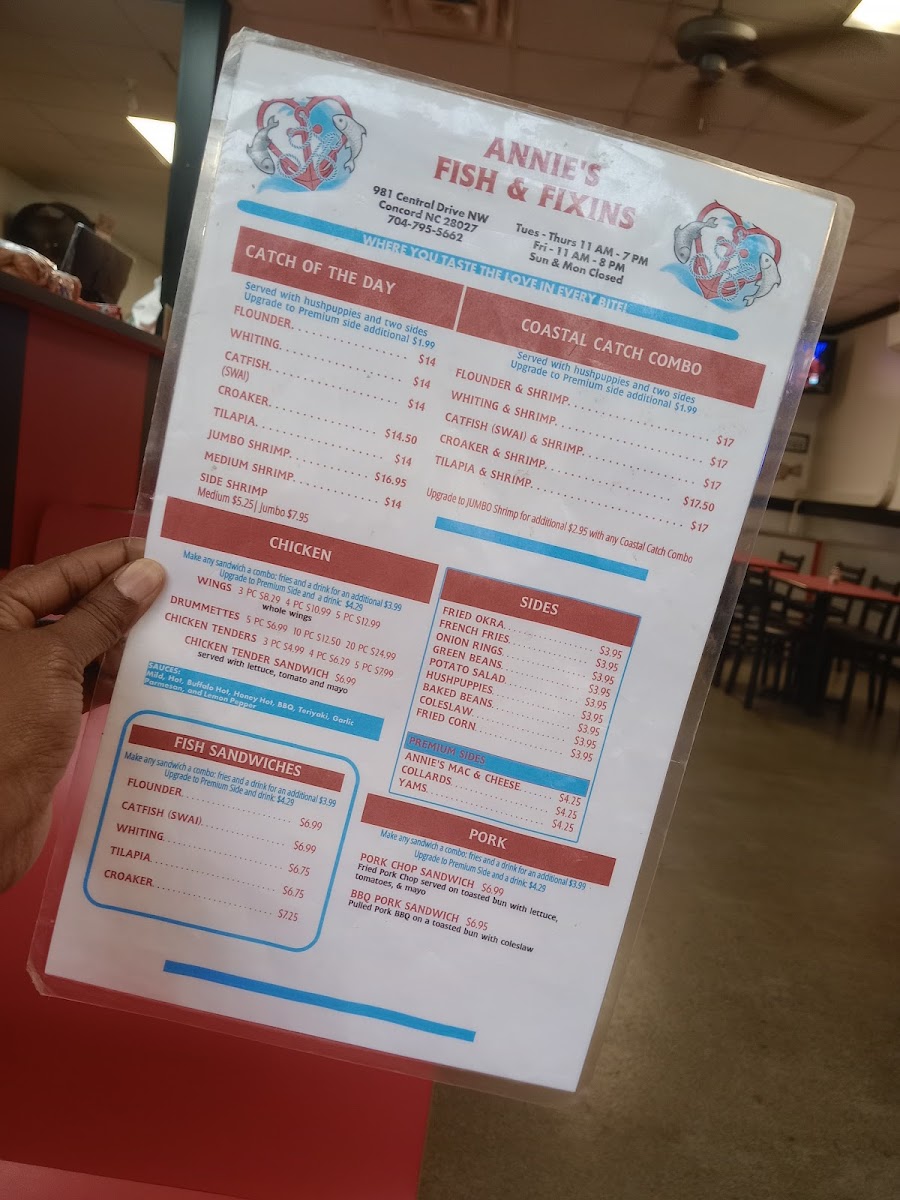 ANNIE'S
FISH & FIXINS
981 Central Drive NW
Concord NC 28027
704-795-5662
Tues - Thurs 11 AM - 7 PM
Fri - 11 AM - 8 PM
Sun & Mon Closed
WHERE YOU TASTE THE LOVE IN EVERY BITE!
CATCH OF THE DAY
Served with hushpuppies and two sides
Upgrade to Premium side additional $1.99
FLOUNDER. . . . . . . . . . . . . . . . $14
WHITING. . . . . . . . . . . . . . . . $14
CATFISH. . . . . . . . . . . . . . . . $14
(SWAI)
CROAKER. . . . . . . . . . . . . . . . $14.50
TILAPIA. . . . . . . . . . . . . . . . $14
JUMBO SHRIMP. . . . . . . . . . . $16.95
MEDIUM SHRIMP. . . . . . . . . . . $14
SIDE SHRIMP
Medium $5.25| Jumbo $7.95
COASTAL CATCH COMBO
Served with hushpuppies and two sides
Upgrade to Premium side additional $1.99
FLOUNDER & SHRIMP. . . . . . . . . . . . . . . $17
WHITING & SHRIMP. . . . . . . . . . . . . . . $17
CATFISH (SWAI) & SHRIMP. . . . . . . . . . . . $17
CROAKER & SHRIMP. . . . . . . . . . . . . . . $17.50
TILAPIA & SHRIMP. . . . . . . . . . . . . . . $17
Upgrade to JUMBO Shrimp for additional $2.95 with any Coastal Catch Combo
CHICKEN
Make any sandwich a combo: fries and a drink for an additional $3.99
Upgrade to Premium Side and a drink: $4.29
WINGS 3 PC $8.29 4 PC $10.99 5 PC $12.99
whole wings
DRUMMETTES 5 PC $6.99 10 PC $12.50 20 PC $24.99
CHICKEN TENDERS 3 PC $4.99 4 PC $6.29 5 PC $7.99
CHICKEN TENDER SANDWICH $6.99
served with lettuce, tomato and mayo
SAUCES:
Mild, Hot, Buffalo Hot, Honey Hot, BBQ, Teriyaki, Garlic
Parmeson, and Lemon Pepper
SIDES
FRIED OKRA. . . . . . . . . . . . . $3.95
FRENCH FRIES. . . . . . . . . . . . $3.95
ONION RINGS. . . . . . . . . . . . $3.95
GREEN BEANS. . . . . . . . . . . . $3.95
POTATO SALAD. . . . . . . . . . . . $3.95
HUSHPUPPIES. . . . . . . . . . . . $3.95
BAKED BEANS. . . . . . . . . . . . $3.95
COLESLAW. . . . . . . . . . . . $3.95
FRIED CORN. . . . . . . . . . . . $3.95
PREMIUM SIDES
ANNIE'S MAC & CHEESE. . . . . . $4.25
COLLARDS. . . . . . . . . . . . $4.25
YAMS. . . . . . . . . . . . . . . $4.25
FISH SANDWICHES
Make any sandwich a combo: fries and a drink for an additional $3.99
Upgrade to Premium Side and drink: $4.29
FLOUNDER. . . . . . . . . . . . . . . $6.99
CATFISH (SWAI). . . . . . . . . . . . $6.99
WHITING. . . . . . . . . . . . . . . $6.75
TILAPIA. . . . . . . . . . . . . . . $6.75
CROAKER. . . . . . . . . . . . . . . $7.25
PORK
Make any sandwich a combo: fries and a drink for an additional $3.99
Upgrade to Premium Side and a drink: $4.29
PORK CHOP SANDWICH $6.99
Fried Pork Chop served on toasted bun with lettuce,
tomatoes, & mayo
BBQ PORK SANDWICH $6.95
Pulled Pork BBQ on a toasted bun with coleslaw